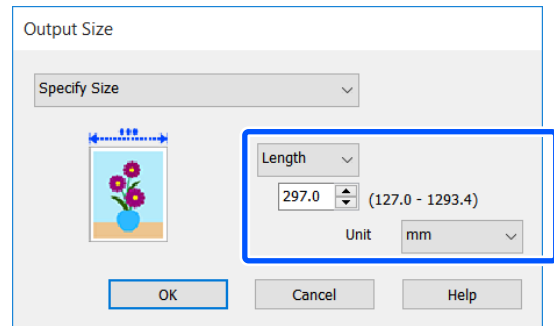 Output Size
Specify Size
Length
297.0 (127.0 - 1293.4)
Unit mm
OK Cancel Help